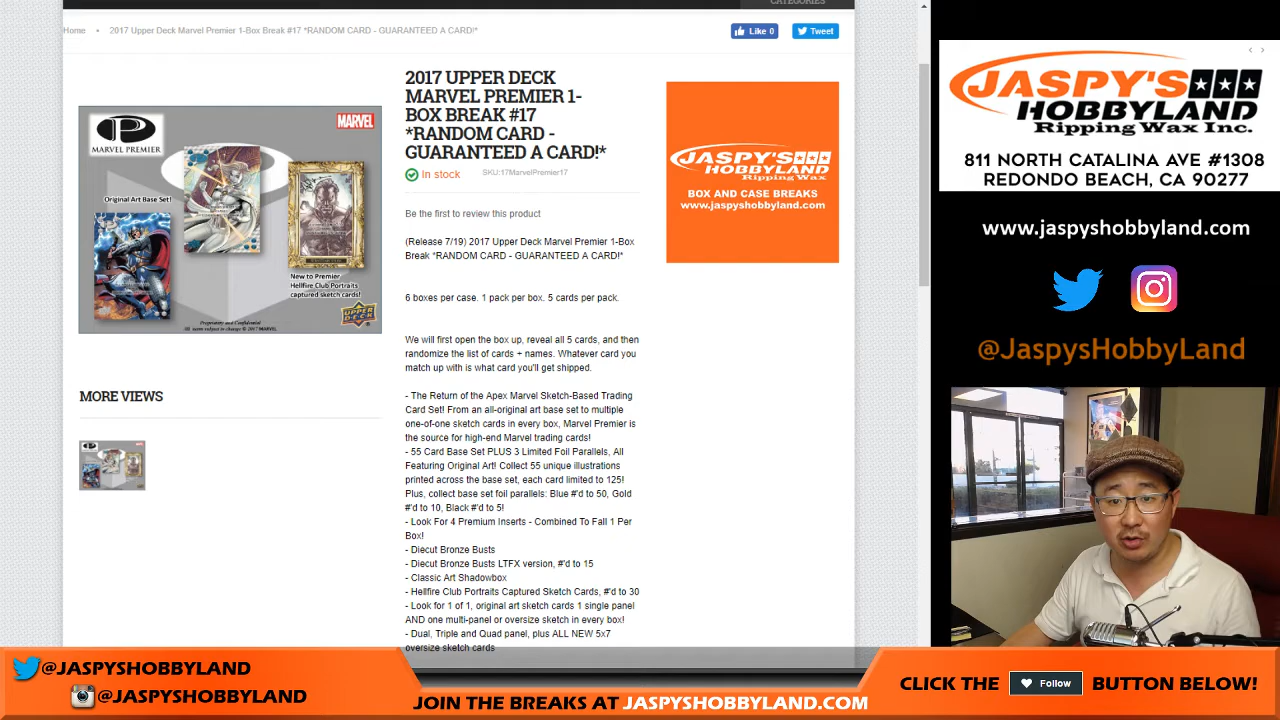 CATEGORIES
Home • 2017 Upper Deck Marvel Premier 1-Box Break #17 *RANDOM CARD - GUARANTEED A CARD!*
Like 0
Tweet
2017 UPPER DECK
MARVEL PREMIER 1-
BOX BREAK #17
*RANDOM CARD -
GUARANTEED A CARD!*
In stock
SKU:17MarvelPremier17
Be the first to review this product
(Release 7/19) 2017 Upper Deck Marvel Premier 1-Box
Break *RANDOM CARD - GUARANTEED A CARD!*
6 boxes per case. 1 pack per box. 5 cards per pack.
We will first open the box up, reveal all 5 cards, and then
randomize the list of cards + names. Whatever card you
match up with is what card you'll get shipped.
- The Return of the Apex Marvel Sketch-Based Trading
Card Set! From an all-original art base set to multiple
one-of-one sketch cards in every box, Marvel Premier is
the source for high-end Marvel trading cards!
- 55 Card Base Set PLUS 3 Limited Foil Parallels, All
Featuring Original Art! Collect 55 unique illustrations
printed across the base set, each card limited to 125!
Plus, collect base set foil parallels: Blue #'d to 50, Gold
#'d to 10, Black #'d to 5!
- Look For 4 Premium Inserts - Combined To Fall 1 Per
Box!
- Diecut Bronze Busts
- Diecut Bronze Busts LTFX version, #'d to 15
- Classic Art Shadowbox
- Hellfire Club Portraits Captured Sketch Cards, #'d to 30
- Look for 1 of 1, original art sketch cards 1 single panel
AND one multi-panel or oversize sketch in every box!
- Dual, Triple and Quad panel, plus ALL NEW 5x7
oversize sketch cards
P
MARVEL PREMIER
MARVEL
Original Art Base Set!
New to Premier
Hellfire Club Portraits
captured sketch cards!
UPPER DECK
Proprietary and Confidential
MORE VIEWS
JASPY'S
HOBBYLAND
Ripping Wax
BOX AND CASE BREAKS
www.jaspyshobbyland.com
JASPY'S
HOBBYLAND
Ripping Wax Inc.
811 NORTH CATALINA AVE #1308
REDONDO BEACH, CA 90277
www.jaspyshobbyland.com
@JaspysHobbyLand
@JASPYSHOBBYLAND
@JASPYSHOBBYLAND
JOIN THE BREAKS AT JASPYSHOBBYLAND.COM
CLICK THE Follow BUTTON BELOW!